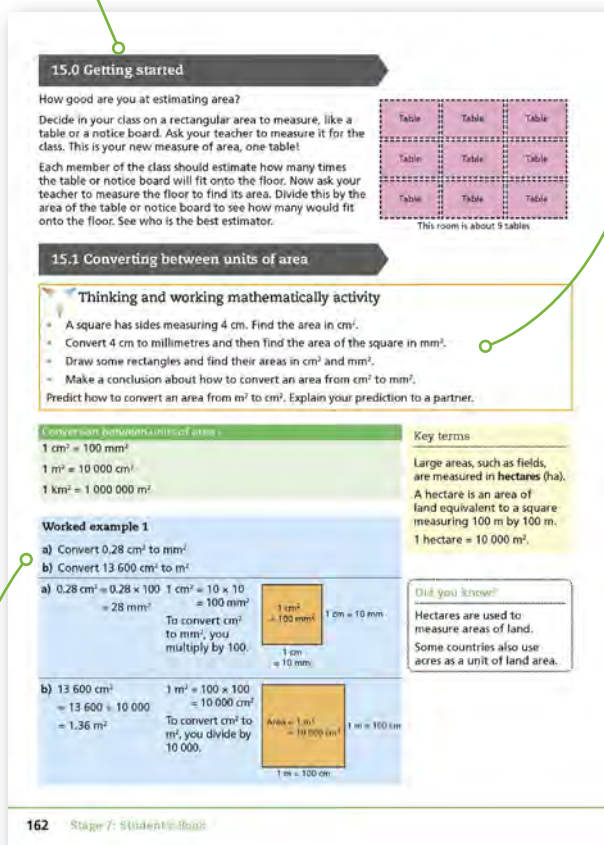 15.0 Getting started
How good are you at estimating area?
Decide in your class on a rectangular area to measure, like a
table or a notice board. Ask your teacher to measure it for the
class. This is your new measure of area, one table!
Each member of the class should estimate how many times
the table or notice board will fit onto the floor. Now ask your
teacher to measure the floor to find its area. Divide this by the
area of the table or notice board to see how many would fit
onto the floor. See who is the best estimator.
Table Table Table
Table Table Table
Table Table Table
This room is about 9 tables
15.1 Converting between units of area
Thinking and working mathematically activity
• A square has sides measuring 4 cm. Find the area in cm².
• Convert 4 cm to millimetres and then find the area of the square in mm².
• Draw some rectangles and find their areas in cm² and mm².
• Make a conclusion about how to convert an area from cm² to mm².
Predict how to convert an area from m² to cm². Explain your prediction to a partner.
Conversion between units of area
1 cm² = 100 mm²
1 m² = 10 000 cm²
1 km² = 1 000 000 m²
Key terms
Large areas, such as fields,
are measured in hectares (ha).
A hectare is an area of
land equivalent to a square
measuring 100 m by 100 m.
1 hectare = 10 000 m².
Worked example 1
a) Convert 0.28 cm² to mm²
b) Convert 13 600 cm² to m²
a) 0.28 cm² = 0.28 × 100
= 28 mm²
1 cm² = 10 × 10
= 100 mm²
To convert cm²
to mm², you
multiply by 100.
1 cm²
= 100 mm²
1 cm = 10 mm
1 cm
= 10 mm
Did you know?
Hectares are used to
measure areas of land.
Some countries also use
acres as a unit of land area.
b) 13 600 cm²
= 13 600 ÷ 10 000
= 1.36 m²
1 m² = 100 × 100
= 10 000 cm²
To convert cm² to
m², you divide by
10 000.
Area = 1 m²
= 10 000 cm²
1 m = 100 cm
1 m = 100 cm
162 Stage 7: Student's Book